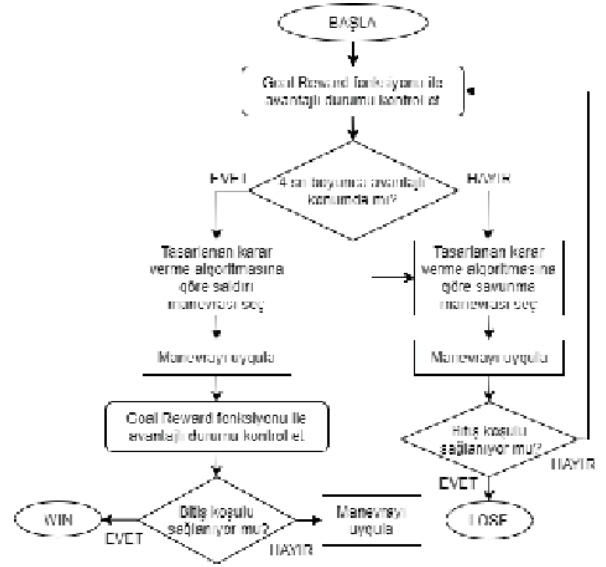 BAŞLA
Goal Reward fonksiyonu ile
avantajlı durumu kontrol et
EVET
4 sn boyunca avantajlı
konumda mı?
HAYIR
Tasarlanan karar
verme algoritmasına
göre saldırı
manevrası seç
Tasarlanan karar
verme algoritmasına
göre savunma
manevrası seç
Manevrayı uygula
Manevrayı uygula
Goal Reward fonksiyonu ile
avantajlı durumu kontrol et
Bitiş koşulu
sağlanıyor mu?
HAYIR
EVET
WIN
EVET
Bitiş koşulu
sağlanıyor mu?
HAYIR
Manevrayı
uygula
LOSE